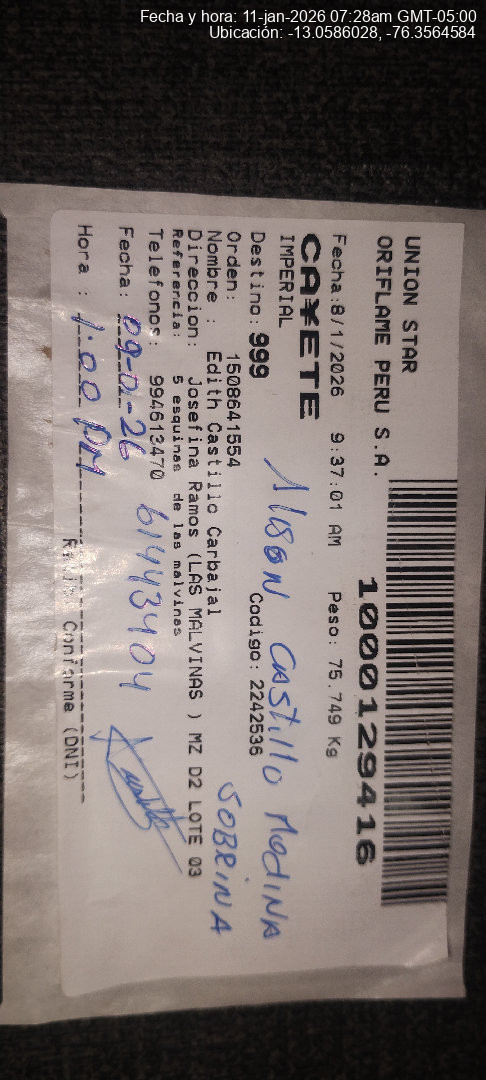 Fecha y hora: 11-jan-2026 07:28am GMT-05:00
Ubicación: -13.0586028, -76.3564584
UNION STAR
ORIFLAME PERU S.A.
1000129416
Fecha:8/1/2026 9:37:01 AM Peso: 75.749 Kg
CA¥ETE
IMPERIAL
Alison Castillo Medina
Destino: 999 Codigo: 2242536
Orden: 1508641554
SOBRINA
Nombre : Edith Castillo Carbajal
Direccion: Josefina Ramos (LAS MALVINAS ) MZ D2 LOTE 03
Referencia: 5 esquinas de las malvinas
Telefonos: 994613470
61443404
Fecha: 09-01-26
Hora : 1:00 PM
Recibi Conforme (DNI)